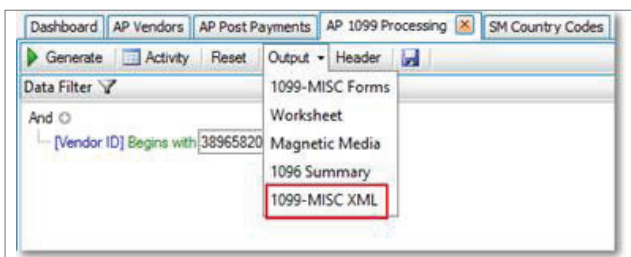 Dashboard AP Vendors AP Post Payments AP 1099 Processing SM Country Codes
Generate Activity Reset Output Header
Data Filter
1099-MISC Forms
And
Worksheet
[Vendor ID] Begins with 38965820
Magnetic Media
1096 Summary
1099-MISC XML